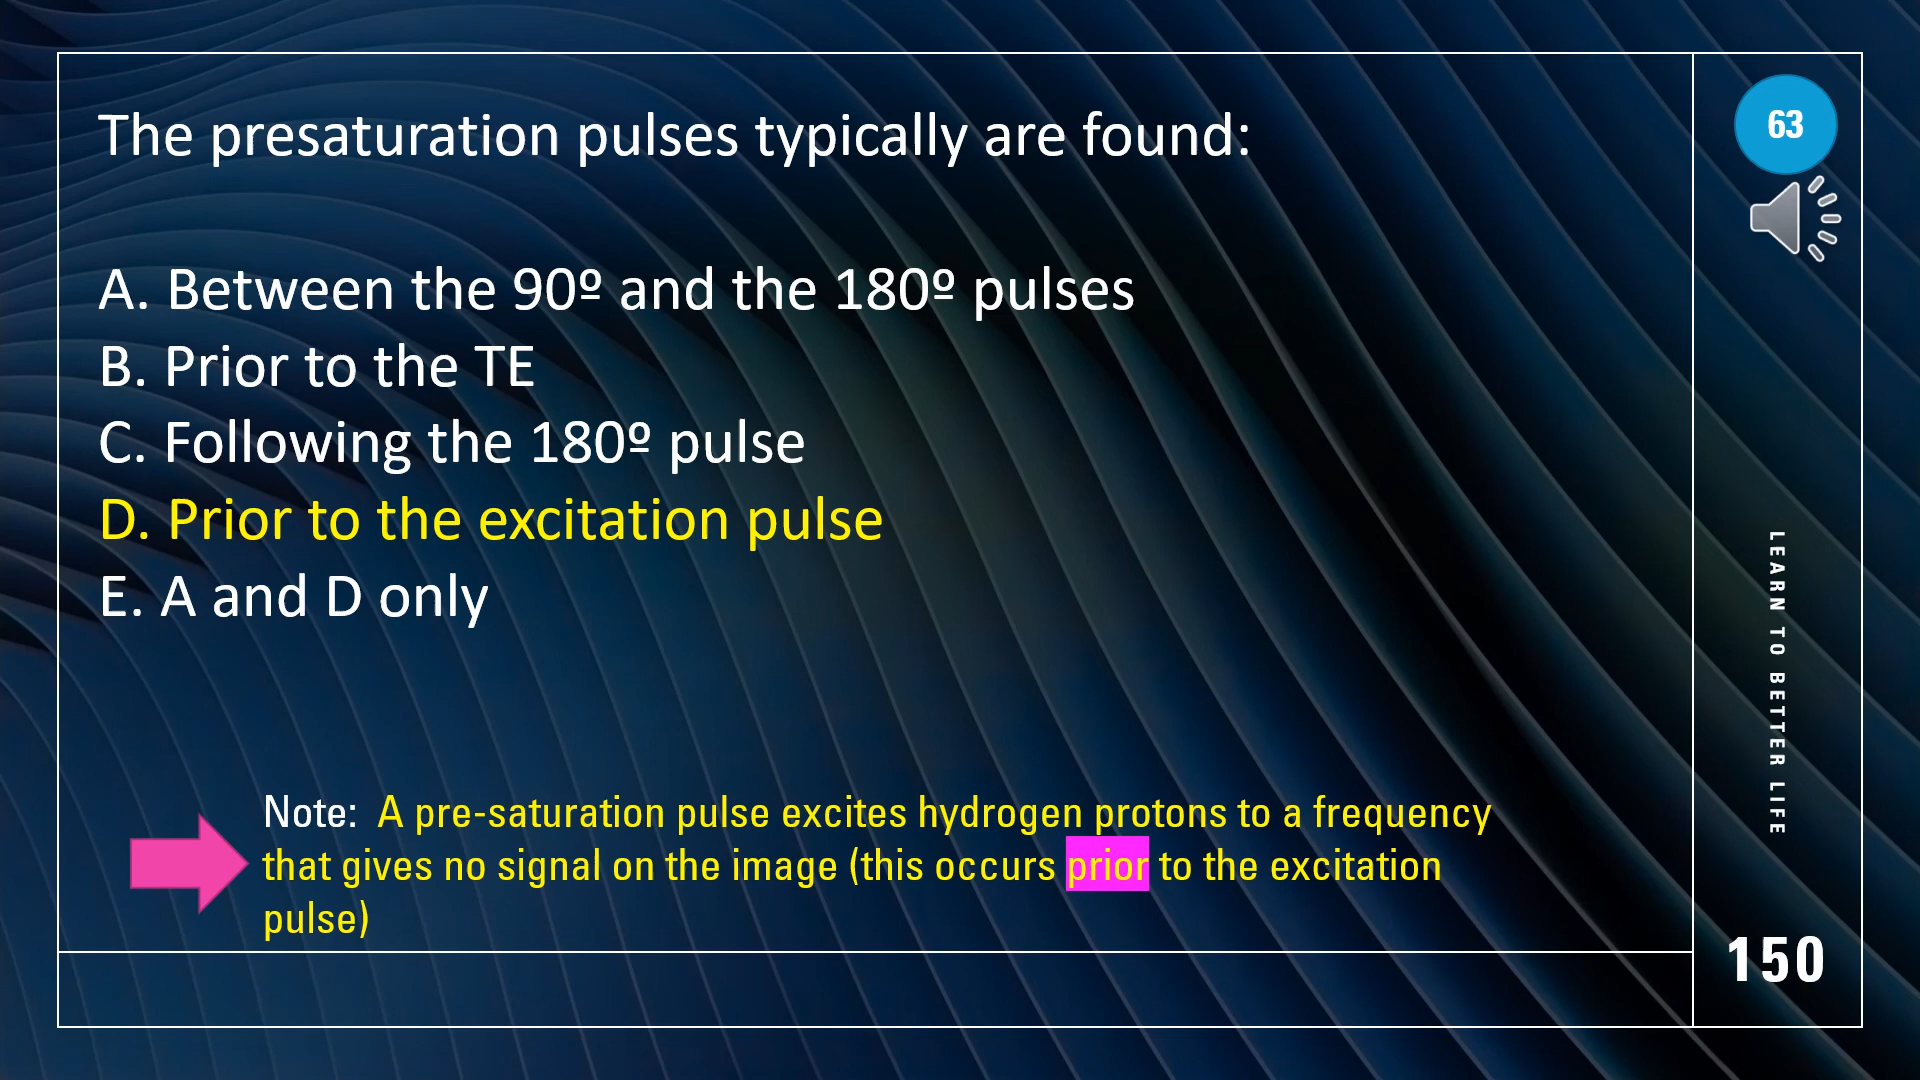 The presaturation pulses typically are found:
A. Between the 90º and the 180º pulses
B. Prior to the TE
C. Following the 180º pulse
D. Prior to the excitation pulse
E. A and D only
Note: A pre-saturation pulse excites hydrogen protons to a frequency
that gives no signal on the image (this occurs prior to the excitation
pulse)
63
LEARN TO BETTER LIFE
150